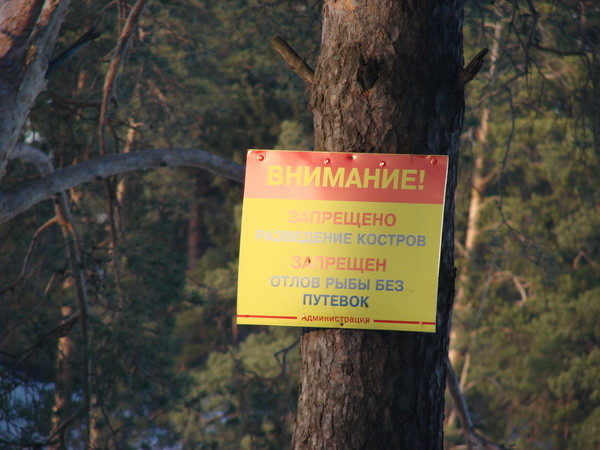 ВНИМАНИЕ!
ЗАПРЕЩЕНО
РАЗВЕДЕНИЕ КОСТРОВ
ЗАПРЕЩЕН
ОТЛОВ РЫБЫ БЕЗ
ПУТЕВОК
Администрация